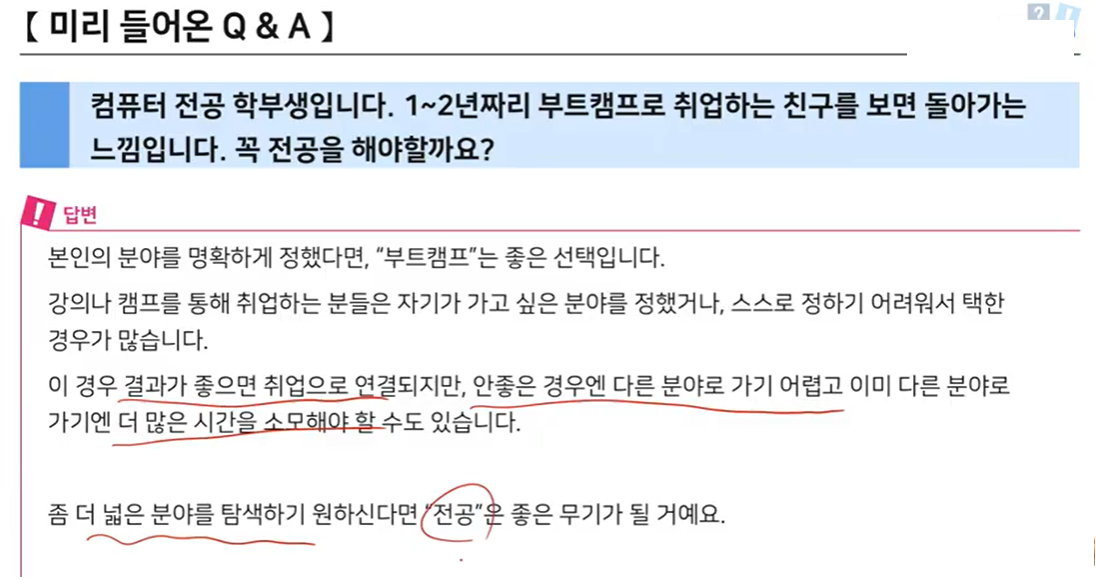 【 미리 들어온 Q & A 】
컴퓨터 전공 학부생입니다. 1~2년짜리 부트캠프로 취업하는 친구를 보면 돌아가는
느낌입니다. 꼭 전공을 해야할까요?
! 답변
본인의 분야를 명확하게 정했다면, “부트캠프”는 좋은 선택입니다.
강의나 캠프를 통해 취업하는 분들은 자기가 가고 싶은 분야를 정했거나, 스스로 정하기 어려워서 택한
경우가 많습니다.
이 경우 결과가 좋으면 취업으로 연결되지만, 안좋은 경우엔 다른 분야로 가기 어렵고 이미 다른 분야로
가기엔 더 많은 시간을 소모해야 할 수도 있습니다.
좀 더 넓은 분야를 탐색하기 원하신다면 “전공”은 좋은 무기가 될 거예요.